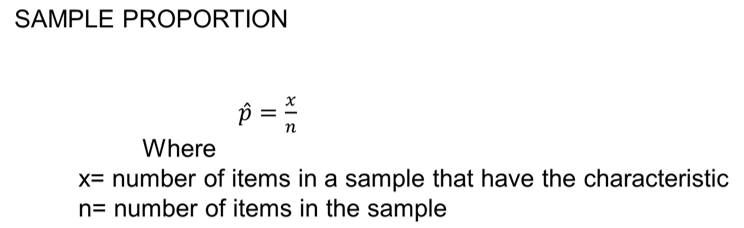 SAMPLE PROPORTION
p̂ = x/n
Where
x= number of items in a sample that have the characteristic
n= number of items in the sample